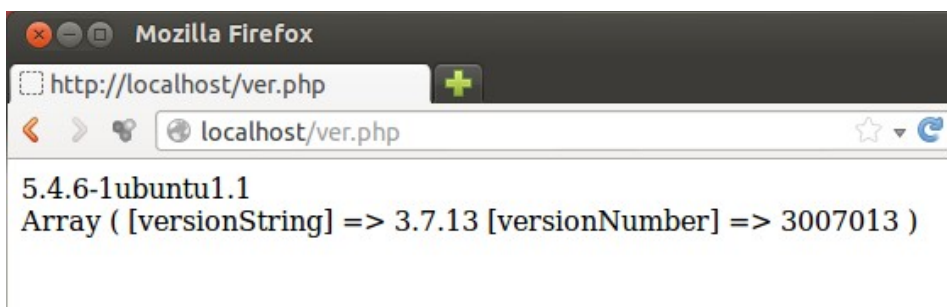 Mozilla Firefox
http://localhost/ver.php
localhost/ver.php
5.4.6-1ubuntu1.1
Array ( [versionString] => 3.7.13 [versionNumber] => 3007013 )